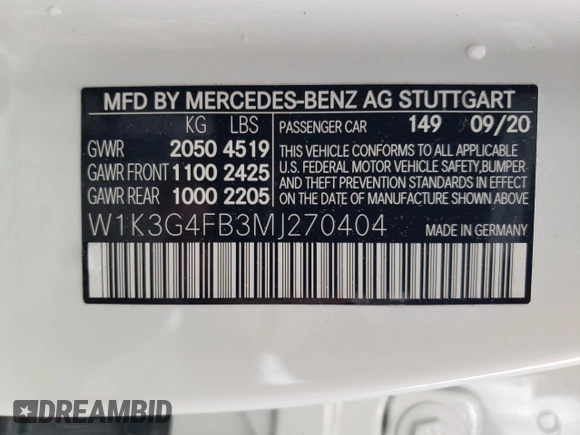 MFD BY MERCEDES-BENZ AG STUTTGART
KG LBS
GVWR 2050 4519
GAWR FRONT 1100 2425
GAWR REAR 1000 2205
PASSENGER CAR 149 09/20
THIS VEHICLE CONFORMS TO ALL APPLICABLE
U.S. FEDERAL MOTOR VEHICLE SAFETY, BUMPER,
AND THEFT PREVENTION STANDARDS IN EFFECT
ON THE DATE OF MANUFACTURE SHOWN ABOVE
W1K3G4FB3MJ270404
MADE IN GERMANY
DREAMBID